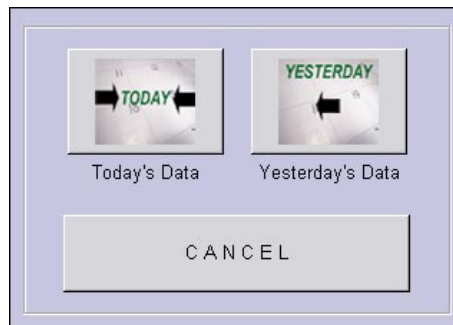 TODAY
YESTERDAY
Today's Data
Yesterday's Data
CANCEL